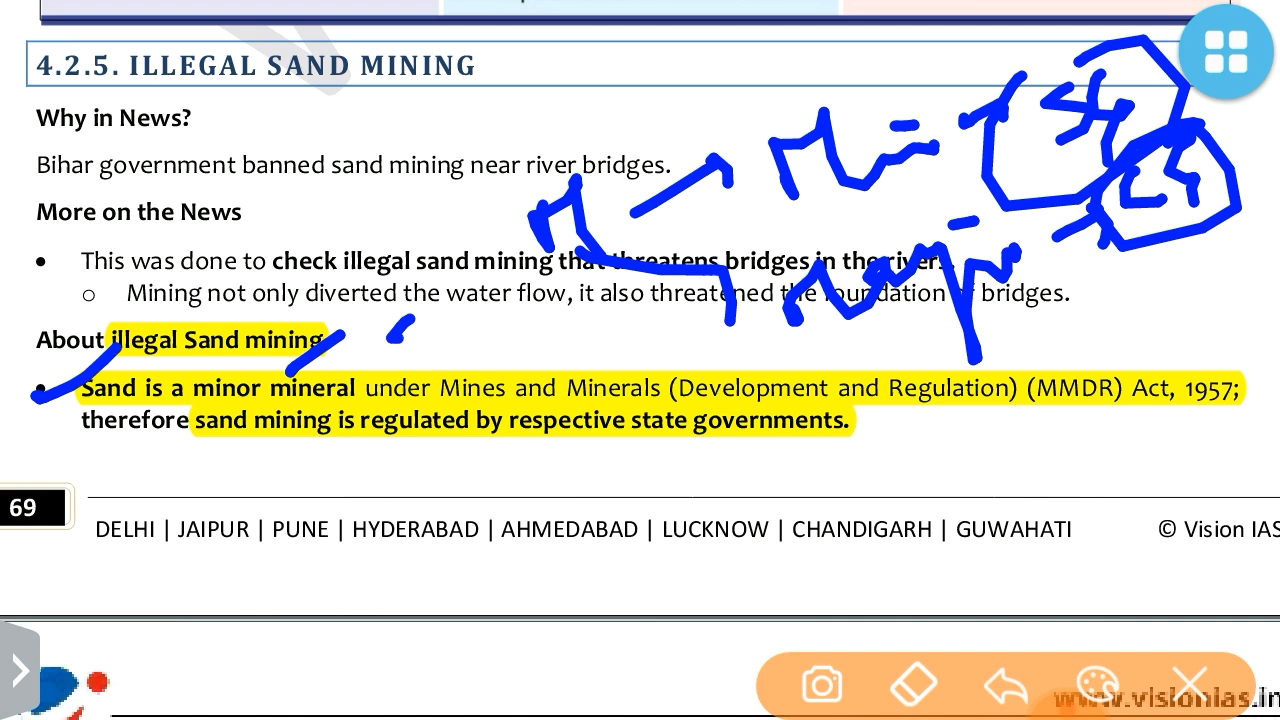 4.2.5. ILLEGAL SAND MINING
Why in News?
Bihar government banned sand mining near river bridges.
More on the News
• This was done to check illegal sand mining that threatens bridges in the river.
o Mining not only diverted the water flow, it also threatened the foundation of bridges.
About illegal Sand mining
• Sand is a minor mineral under Mines and Minerals (Development and Regulation) (MMDR) Act, 1957;
therefore sand mining is regulated by respective state governments.
69
DELHI | JAIPUR | PUNE | HYDERABAD | AHMEDABAD | LUCKNOW | CHANDIGARH | GUWAHATI © Vision IAS
www.visionias.in